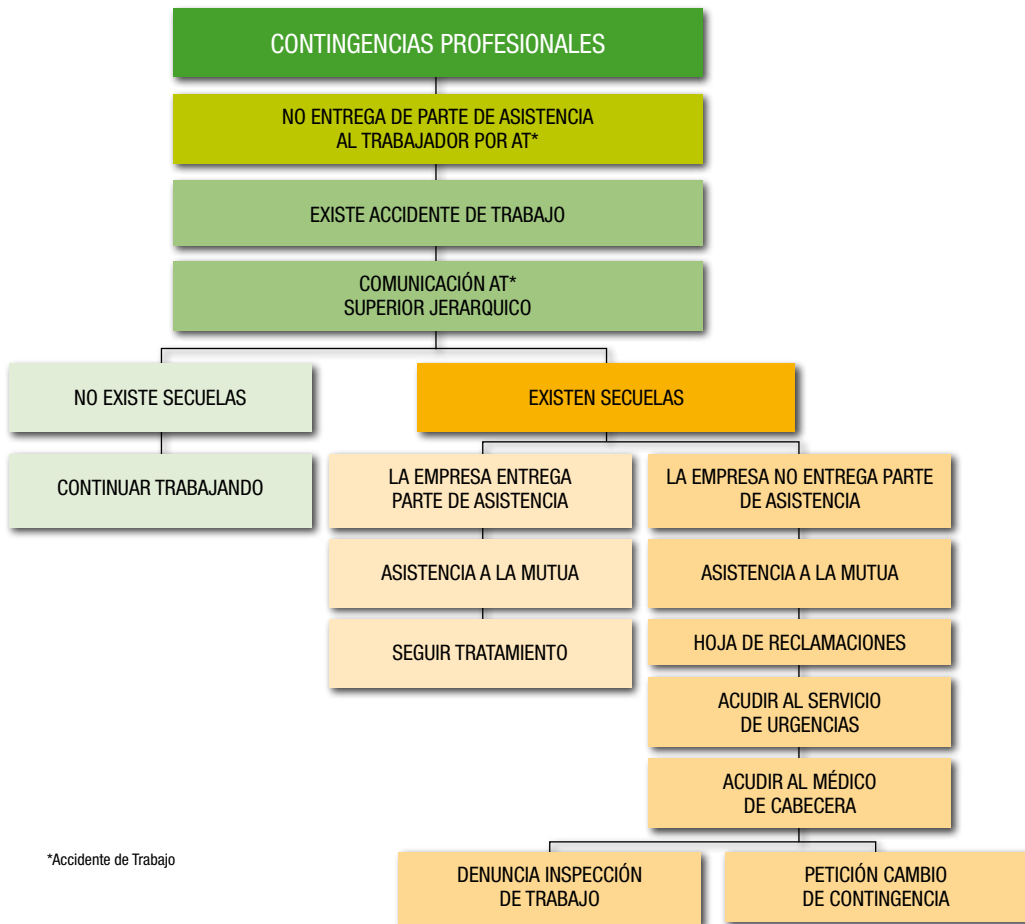 CONTINGENCIAS PROFESIONALES
NO ENTREGA DE PARTE DE ASISTENCIA
AL TRABAJADOR POR AT*
EXISTE ACCIDENTE DE TRABAJO
COMUNICACIÓN AT*
SUPERIOR JERARQUICO
NO EXISTE SECUELAS
CONTINUAR TRABAJANDO
EXISTEN SECUELAS
LA EMPRESA ENTREGA
PARTE DE ASISTENCIA
ASISTENCIA A LA MUTUA
SEGUIR TRATAMIENTO
LA EMPRESA NO ENTREGA PARTE
DE ASISTENCIA
ASISTENCIA A LA MUTUA
HOJA DE RECLAMACIONES
ACUDIR AL SERVICIO
DE URGENCIAS
ACUDIR AL MÉDICO
DE CABECERA
DENUNCIA INSPECCIÓN
DE TRABAJO
PETICIÓN CAMBIO
DE CONTINGENCIA
*Accidente de Trabajo